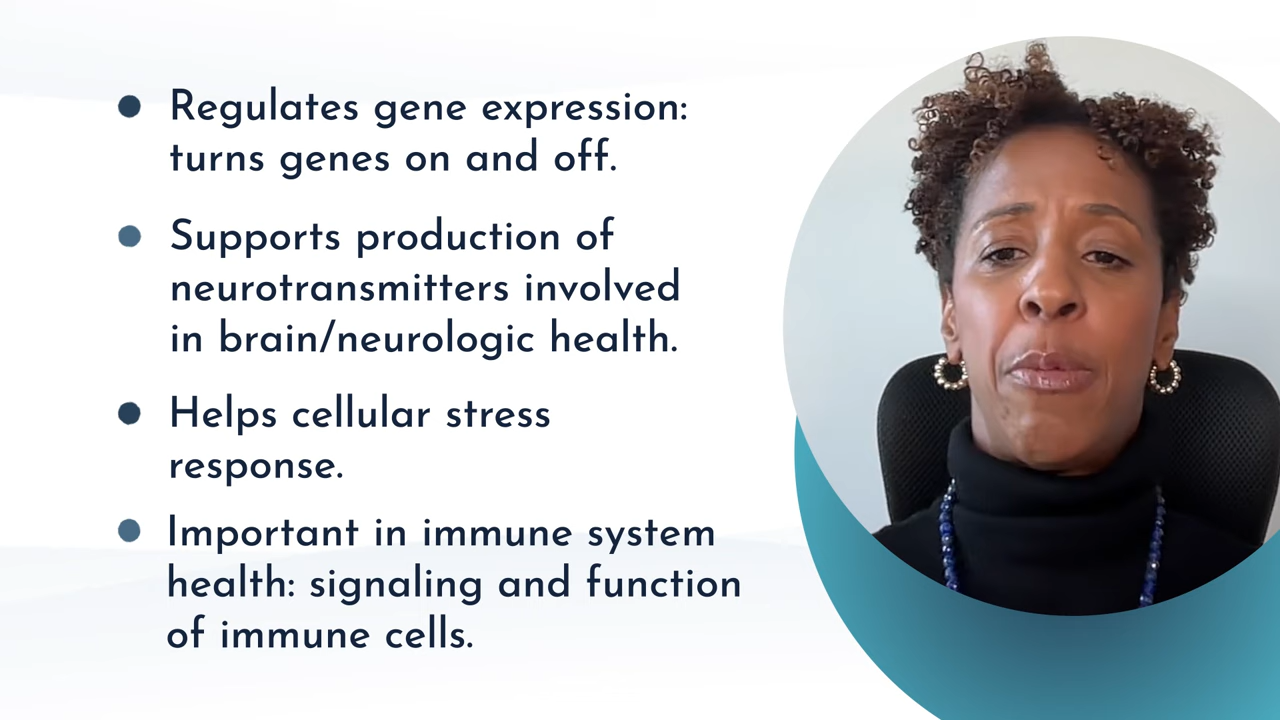 Regulates gene expression:
turns genes on and off.
Supports production of
neurotransmitters involved
in brain/neurologic health.
Helps cellular stress
response.
Important in immune system
health: signaling and function
of immune cells.